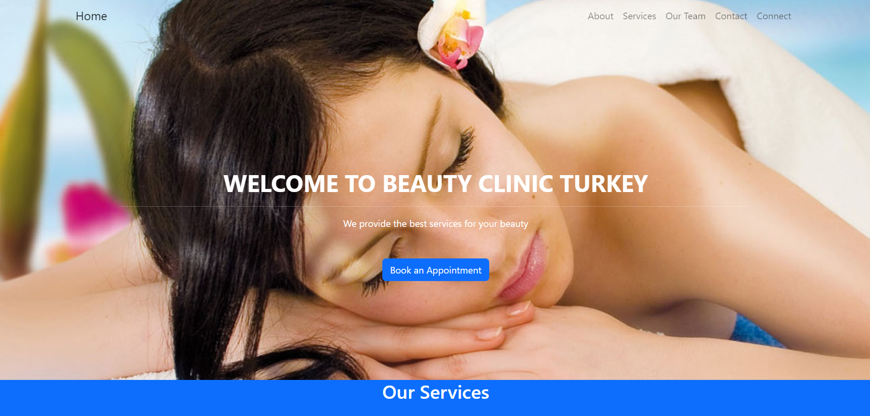 Home About Services Our Team Contact Connect
WELCOME TO BEAUTY CLINIC TURKEY
We provide the best services for your beauty
Book an Appointment
Our Services